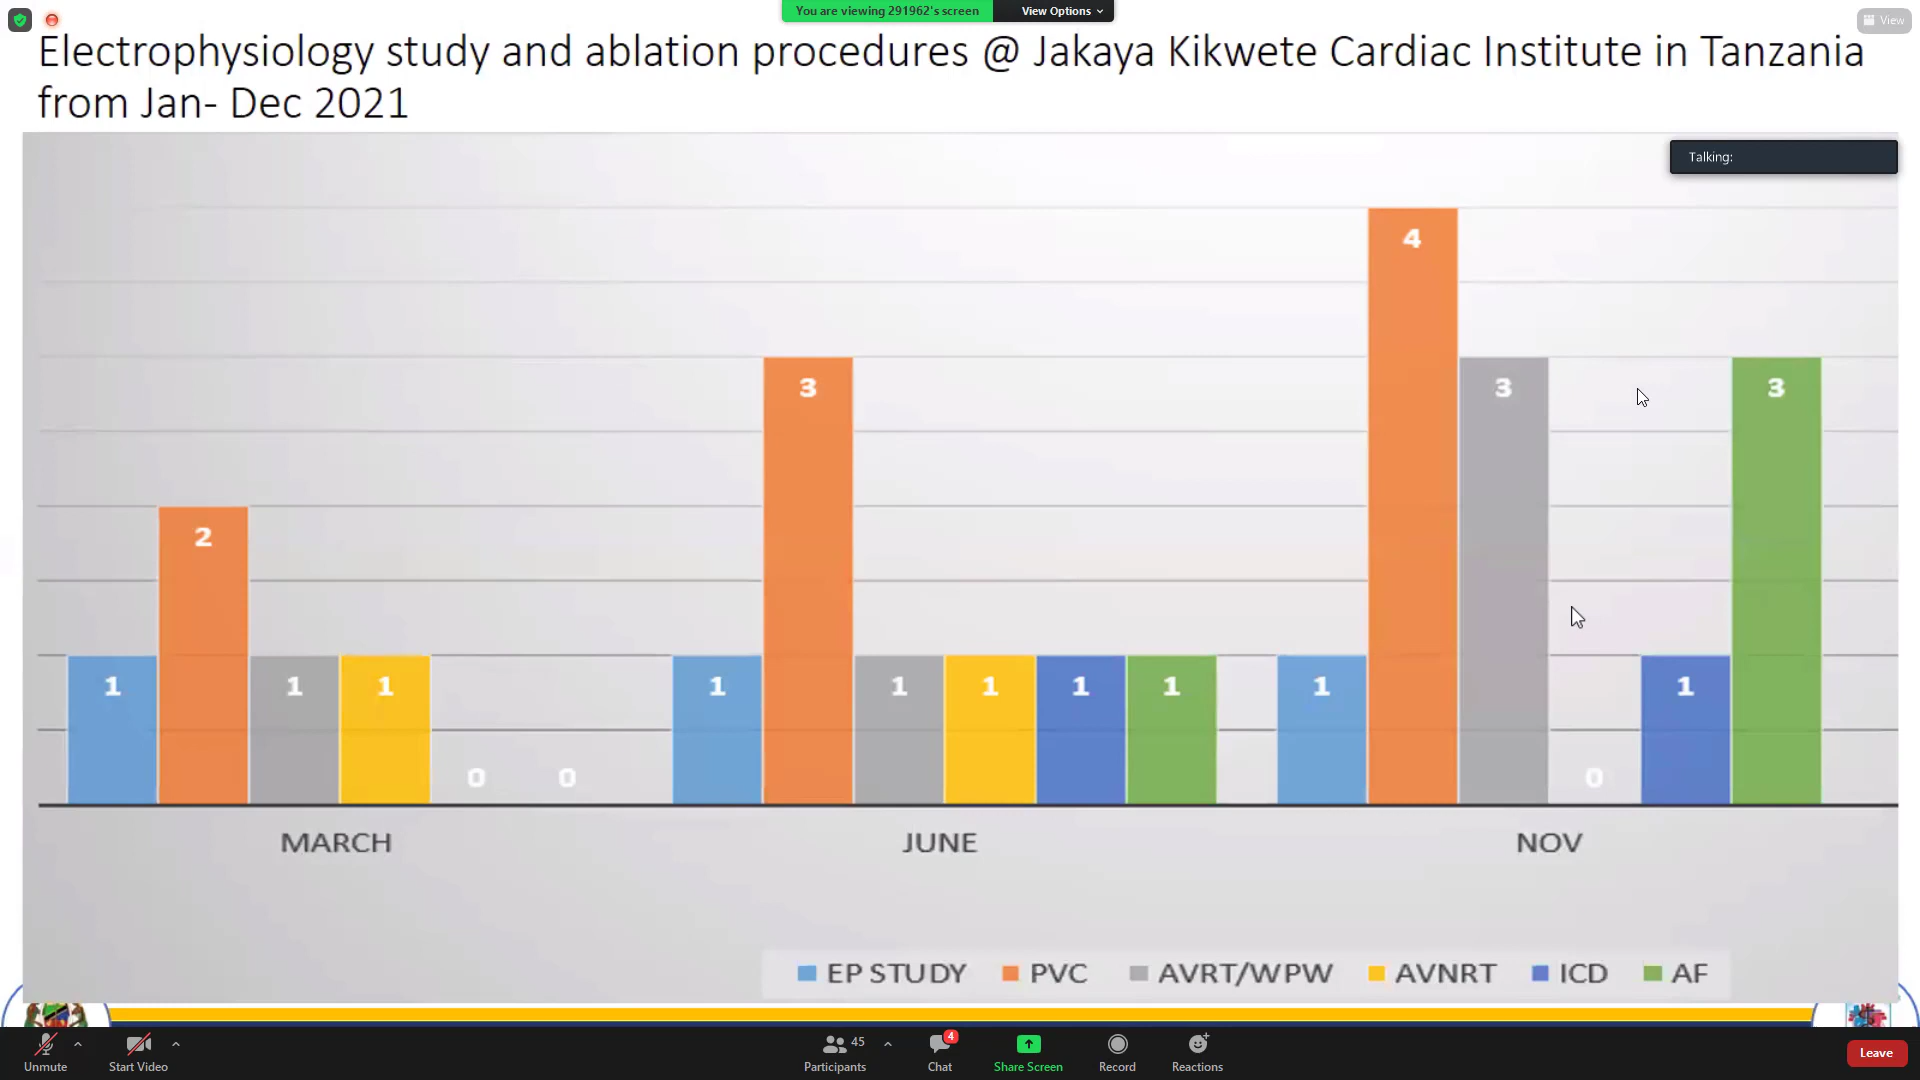 You are viewing 291962's screen
View Options
View
Electrophysiology study and ablation procedures @ Jakaya Kikwete Cardiac Institute in Tanzania
from Jan- Dec 2021
Talking:
1
2
1
1
0
0
1
3
1
1
1
1
1
4
3
0
1
3
MARCH
JUNE
NOV
EP STUDY
PVC
AVRT/WPW
AVNRT
ICD
AF
Unmute
Start Video
45
Participants
4
Chat
Share Screen
Record
Reactions
Leave